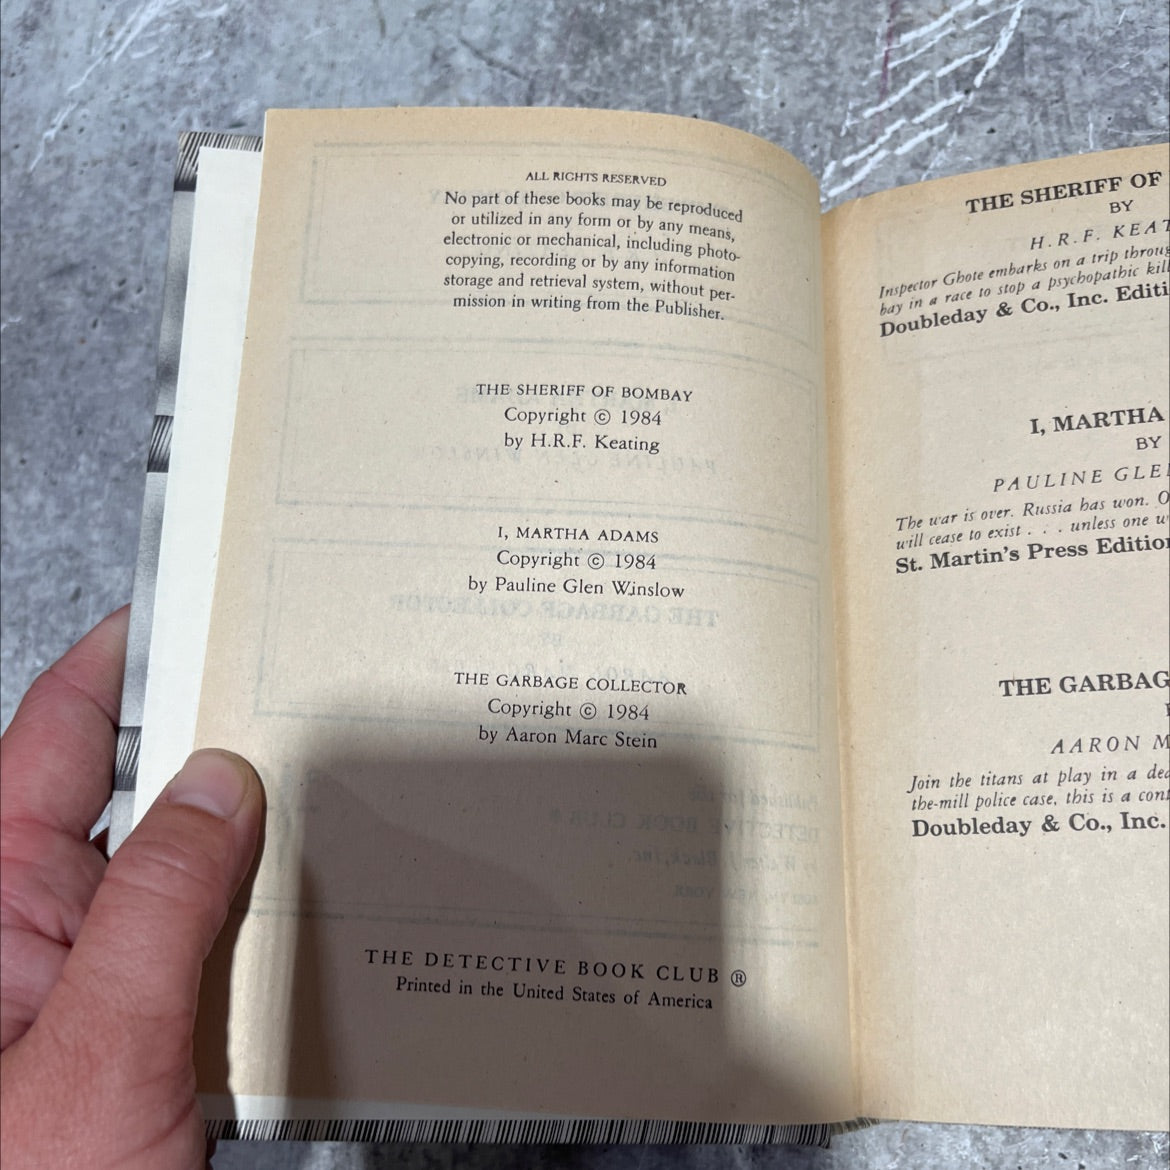 ALL RIGHTS RESERVED
No part of these books may be reproduced
or utilized in any form or by any means,
electronic or mechanical, including photo-
copying, recording or by any information
storage and retrieval system, without per-
mission in writing from the Publisher.
THE SHERIFF OF BOMBAY
Copyright © 1984
by H.R.F. Keating
I, MARTHA ADAMS
Copyright © 1984
by Pauline Glen Winslow
THE GARBAGE COLLECTOR
Copyright © 1984
by Aaron Marc Stein
THE DETECTIVE BOOK CLUB ®
Printed in the United States of America
THE SHERIFF OF
BY
H.R.F. KEAT
Inspector Ghote embarks on a trip throug
bay in a race to stop a psychopathic kill
Doubleday & Co., Inc. Editi
I, MARTHA
BY
PAULINE GLE
The war is over. Russia has won. O
will cease to exist . . . unless one w
St. Martin's Press Edition
THE GARBAG
AARON M
Join the titans at play in a dea
the-mill police case, this is a cont
Doubleday & Co., Inc.